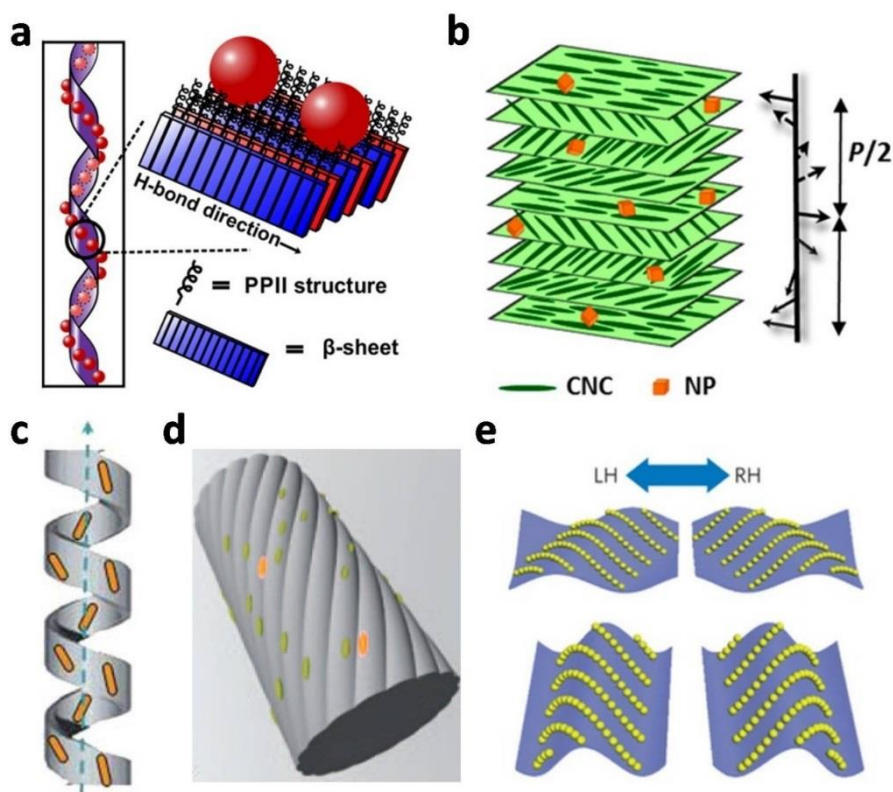 a
H-bond direction
= PPII structure
= β-sheet
b
P/2
CNC
NP
c
d
e
LH
RH